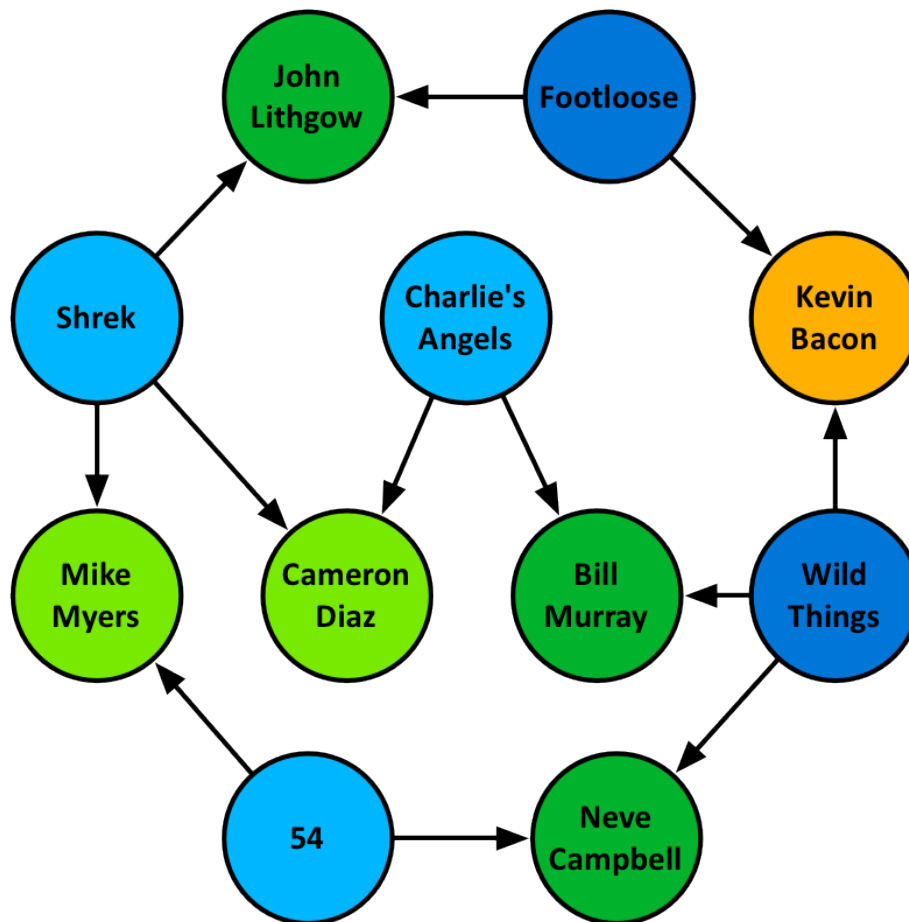 John
Lithgow
Footloose
Shrek
Charlie's
Angels
Kevin
Bacon
Mike
Myers
Cameron
Diaz
Bill
Murray
Wild
Things
54
Neve
Campbell